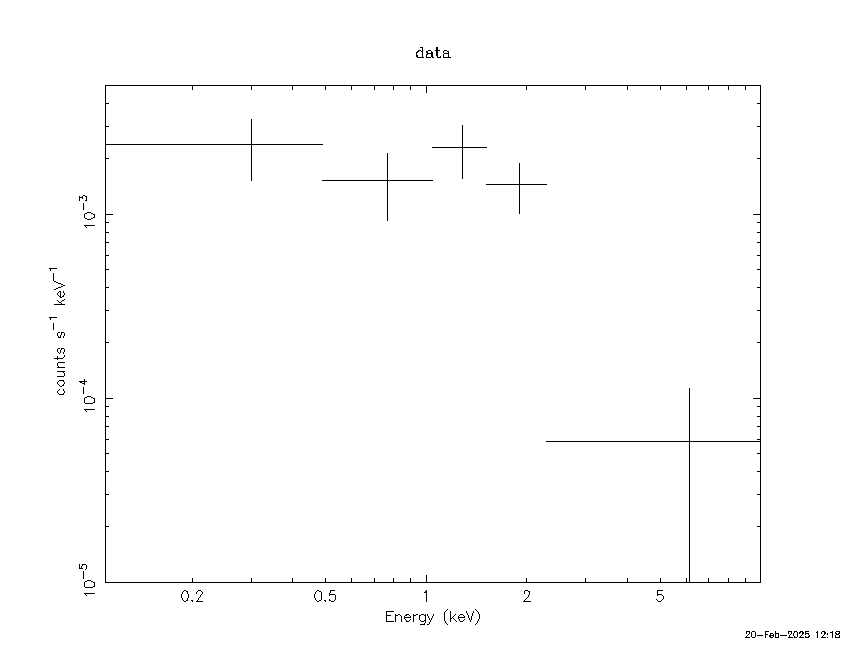 data
10⁻³
10⁻⁴
10⁻⁵
counts s⁻¹ keV⁻¹
0.2 0.5 1 2 5
Energy (keV)
20-Feb-2025 12:18